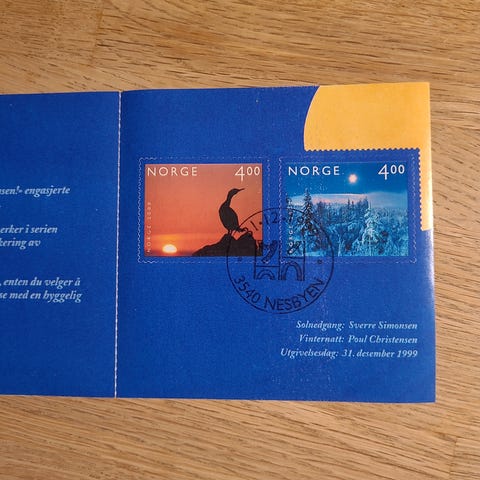 sen!» engasjerte
erker i serien
kering av
, enten du velger å
se med en hyggelig
NORGE 4.00
NORGE 4.00
3540 NESBYEN
Solnedgang: Sverre Simonsen
Vinternatt: Poul Christensen
Utgivelsesdag: 31. desember 1999